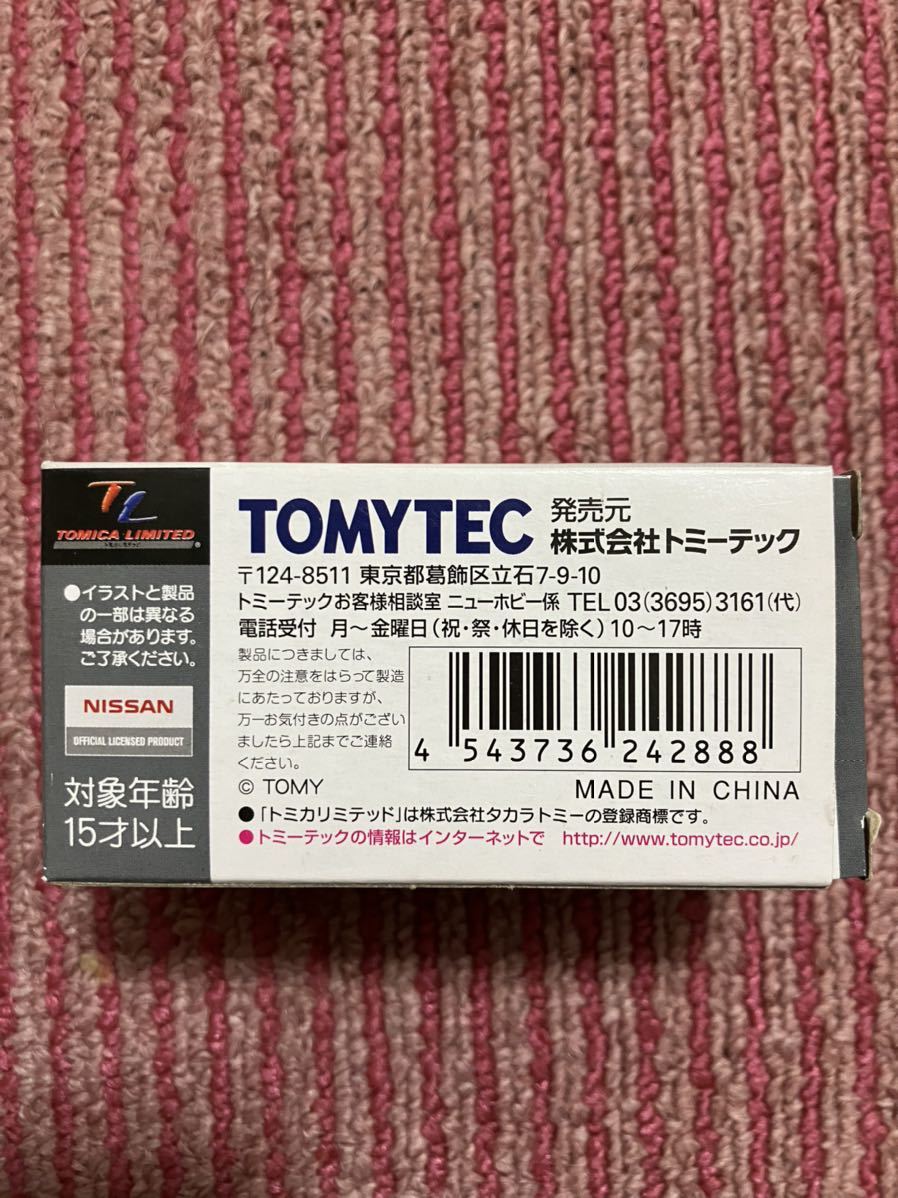 TL
TOMICA LIMITED
®
●イラストと製品
の一部は異なる
場合があります。
ご了承ください。
NISSAN
OFFICIAL LICENSED PRODUCT
対象年齢
15才以上
TOMYTEC 発売元
株式会社トミーテック
〒124-8511 東京都葛飾区立石7-9-10
トミーテックお客様相談室 ニューホビー係 TEL 03(3695)3161(代)
電話受付 月～金曜日(祝・祭・休日を除く)10～17時
製品につきましては、
万全の注意をはらって製造
にあたっておりますが、
万一お気付きの点がござい
ましたら上記までご連絡
ください。
4 543736 242888
© TOMY
MADE IN CHINA
●「トミカリミテッド」は株式会社タカラトミーの登録商標です。
●トミーテックの情報はインターネットで http://www.tomytec.co.jp/